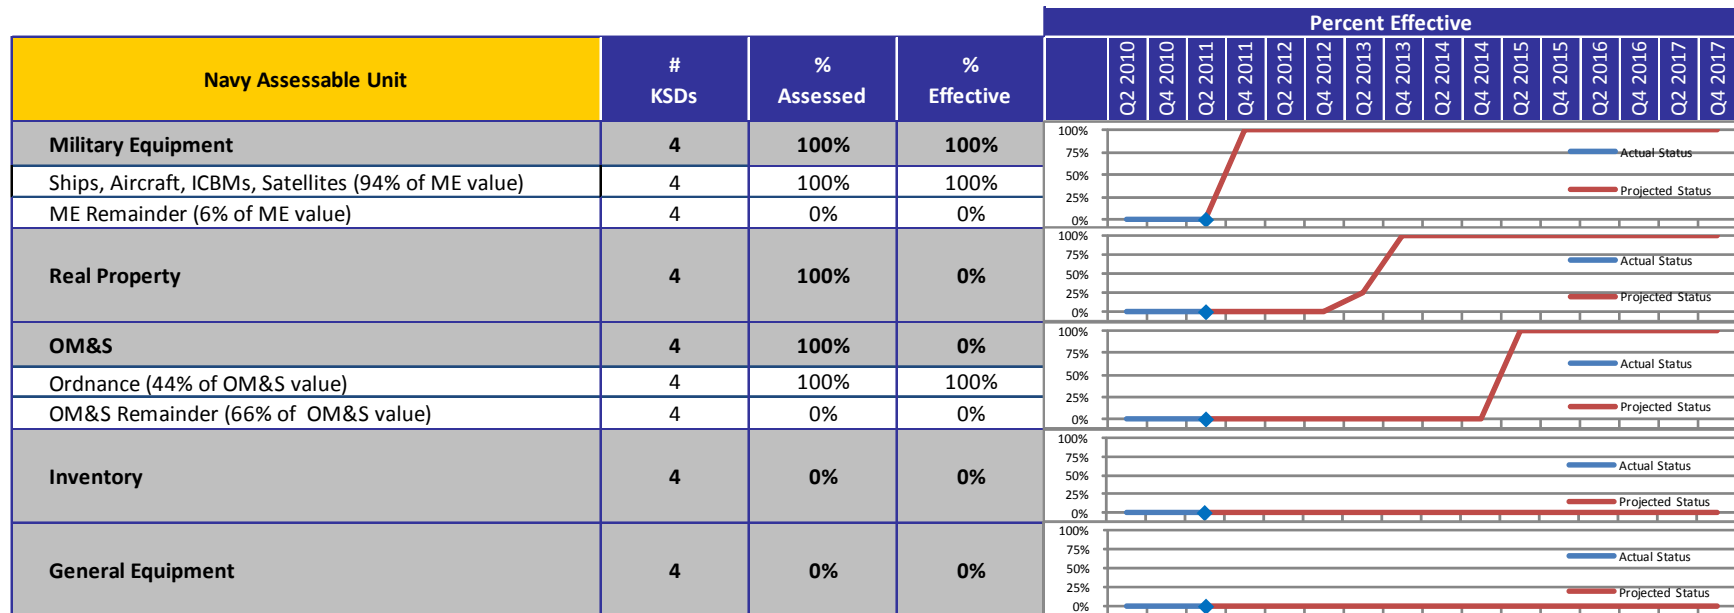 Percent Effective
Navy Assessable Unit # KSDs % Assessed % Effective Q2 2010 Q4 2010 Q2 2011 Q4 2011 Q2 2012 Q4 2012 Q2 2013 Q4 2013 Q2 2014 Q4 2014 Q2 2015 Q4 2015 Q2 2016 Q4 2016 Q2 2017 Q4 2017
Military Equipment 4 100% 100%
Ships, Aircraft, ICBMs, Satellites (94% of ME value) 4 100% 100%
ME Remainder (6% of ME value) 4 0% 0%
100%
75%
50%
25%
0%
Actual Status
Projected Status
Real Property 4 100% 0%
100%
75%
50%
25%
0%
Actual Status
Projected Status
OM&S 4 100% 0%
Ordnance (44% of OM&S value) 4 100% 100%
OM&S Remainder (66% of OM&S value) 4 0% 0%
100%
75%
50%
25%
0%
Actual Status
Projected Status
Inventory 4 0% 0%
100%
75%
50%
25%
0%
Actual Status
Projected Status
General Equipment 4 0% 0%
100%
75%
50%
25%
0%
Actual Status
Projected Status